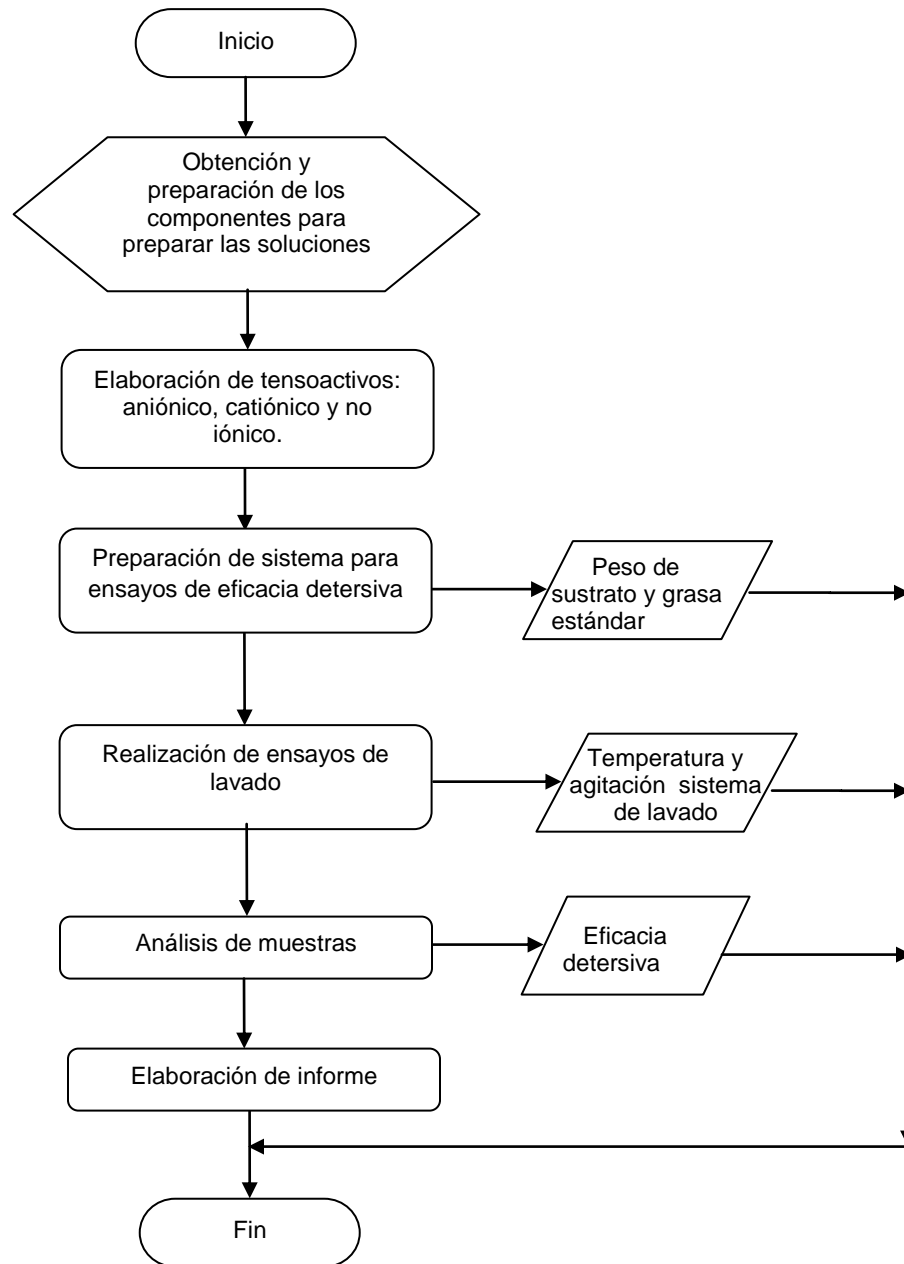 Inicio
Obtención y
preparación de los
componentes para
preparar las soluciones
Elaboración de tensoactivos:
aniónico, catiónico y no
iónico.
Preparación de sistema para
ensayos de eficacia detersiva
Peso de
sustrato y grasa
estándar
Realización de ensayos de
lavado
Temperatura y
agitación sistema
de lavado
Análisis de muestras
Eficacia
detersiva
Elaboración de informe
Fin